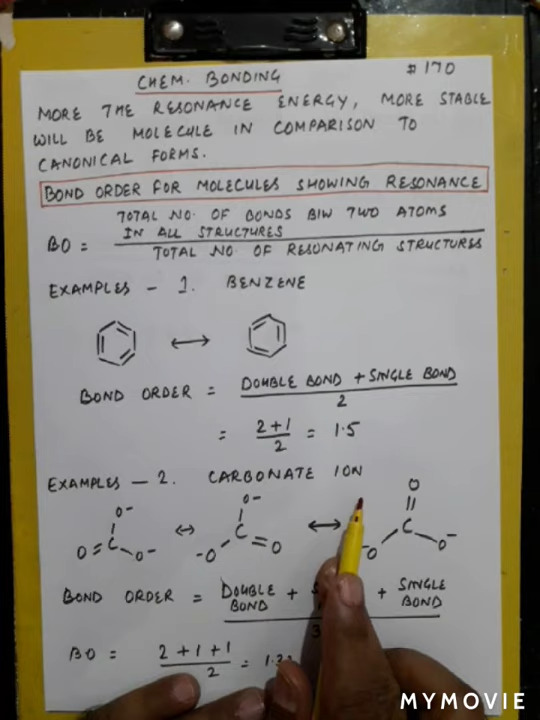 CHEM. BONDING # 170
MORE THE RESONANCE ENERGY, MORE STABLE
WILL BE MOLECULE IN COMPARISON TO
CANONICAL FORMS.
BOND ORDER FOR MOLECULES SHOWING RESONANCE
BO = TOTAL NO. OF BONDS B/W TWO ATOMS
IN ALL STRUCTURES
TOTAL NO. OF RESONATING STRUCTURES
EXAMPLES - 1. BENZENE
↔
BOND ORDER = DOUBLE BOND + SINGLE BOND
2
= 2+1 / 2 = 1.5
EXAMPLES - 2. CARBONATE ION
O- O- O
C ↔ C ↔ C
O= O- -O =O -O O-
BOND ORDER = DOUBLE BOND + + SINGLE BOND
3
BO = 2+1+1 / 2 =
MYMOVIE